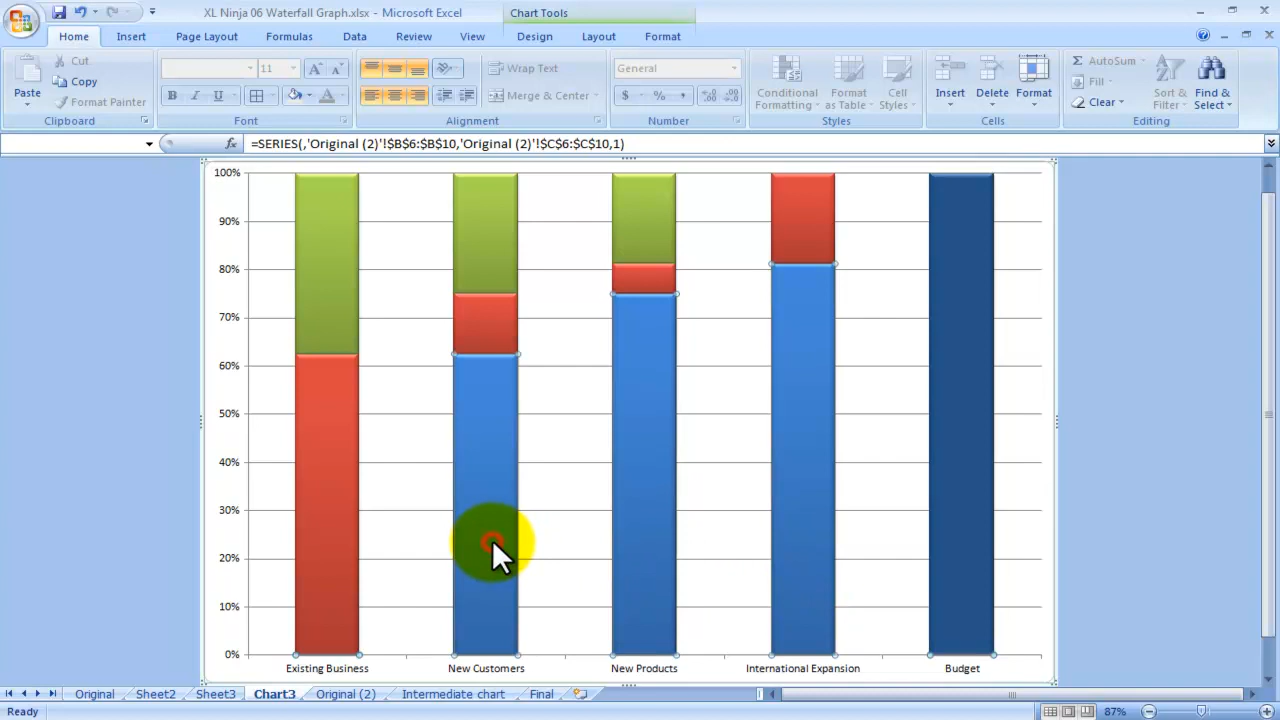 XL Ninja 06 Waterfall Graph.xlsx - Microsoft Excel
Chart Tools
Home Insert Page Layout Formulas Data Review View Design Layout Format
Paste
Cut
Copy
Format Painter
Clipboard
11
A A
B I U
A
Font
Wrap Text
Merge & Center
Alignment
General
$ % ,
Number
Conditional Formatting
Format as Table
Cell Styles
Styles
Insert Delete Format
Cells
Σ AutoSum
Fill
Clear
Sort & Filter
Find & Select
Editing
fx =SERIES(,'Original (2)'!$B$6:$B$10,'Original (2)'!$C$6:$C$10,1)
100%
90%
80%
70%
60%
50%
40%
30%
20%
10%
0%
Existing Business New Customers New Products International Expansion Budget
Original Sheet2 Sheet3 Chart3 Original (2) Intermediate chart Final
Ready 87%